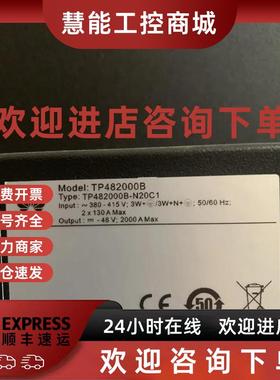 慧能工控商城
欢迎进店咨询下单
Model: TP482000B
Type: TP482000B-N20C1
Input: ~ 380 - 415 V; 3W+⏚/3W+N+⏚; 50/60 Hz;
2 x 130 A Max
Output: ⎓ -48 V; 2000 A Max
费开票
力商家
仓速发
50
EXPRESS
顺丰速运
24小时在线 欢迎进店
欢迎进店咨询下单